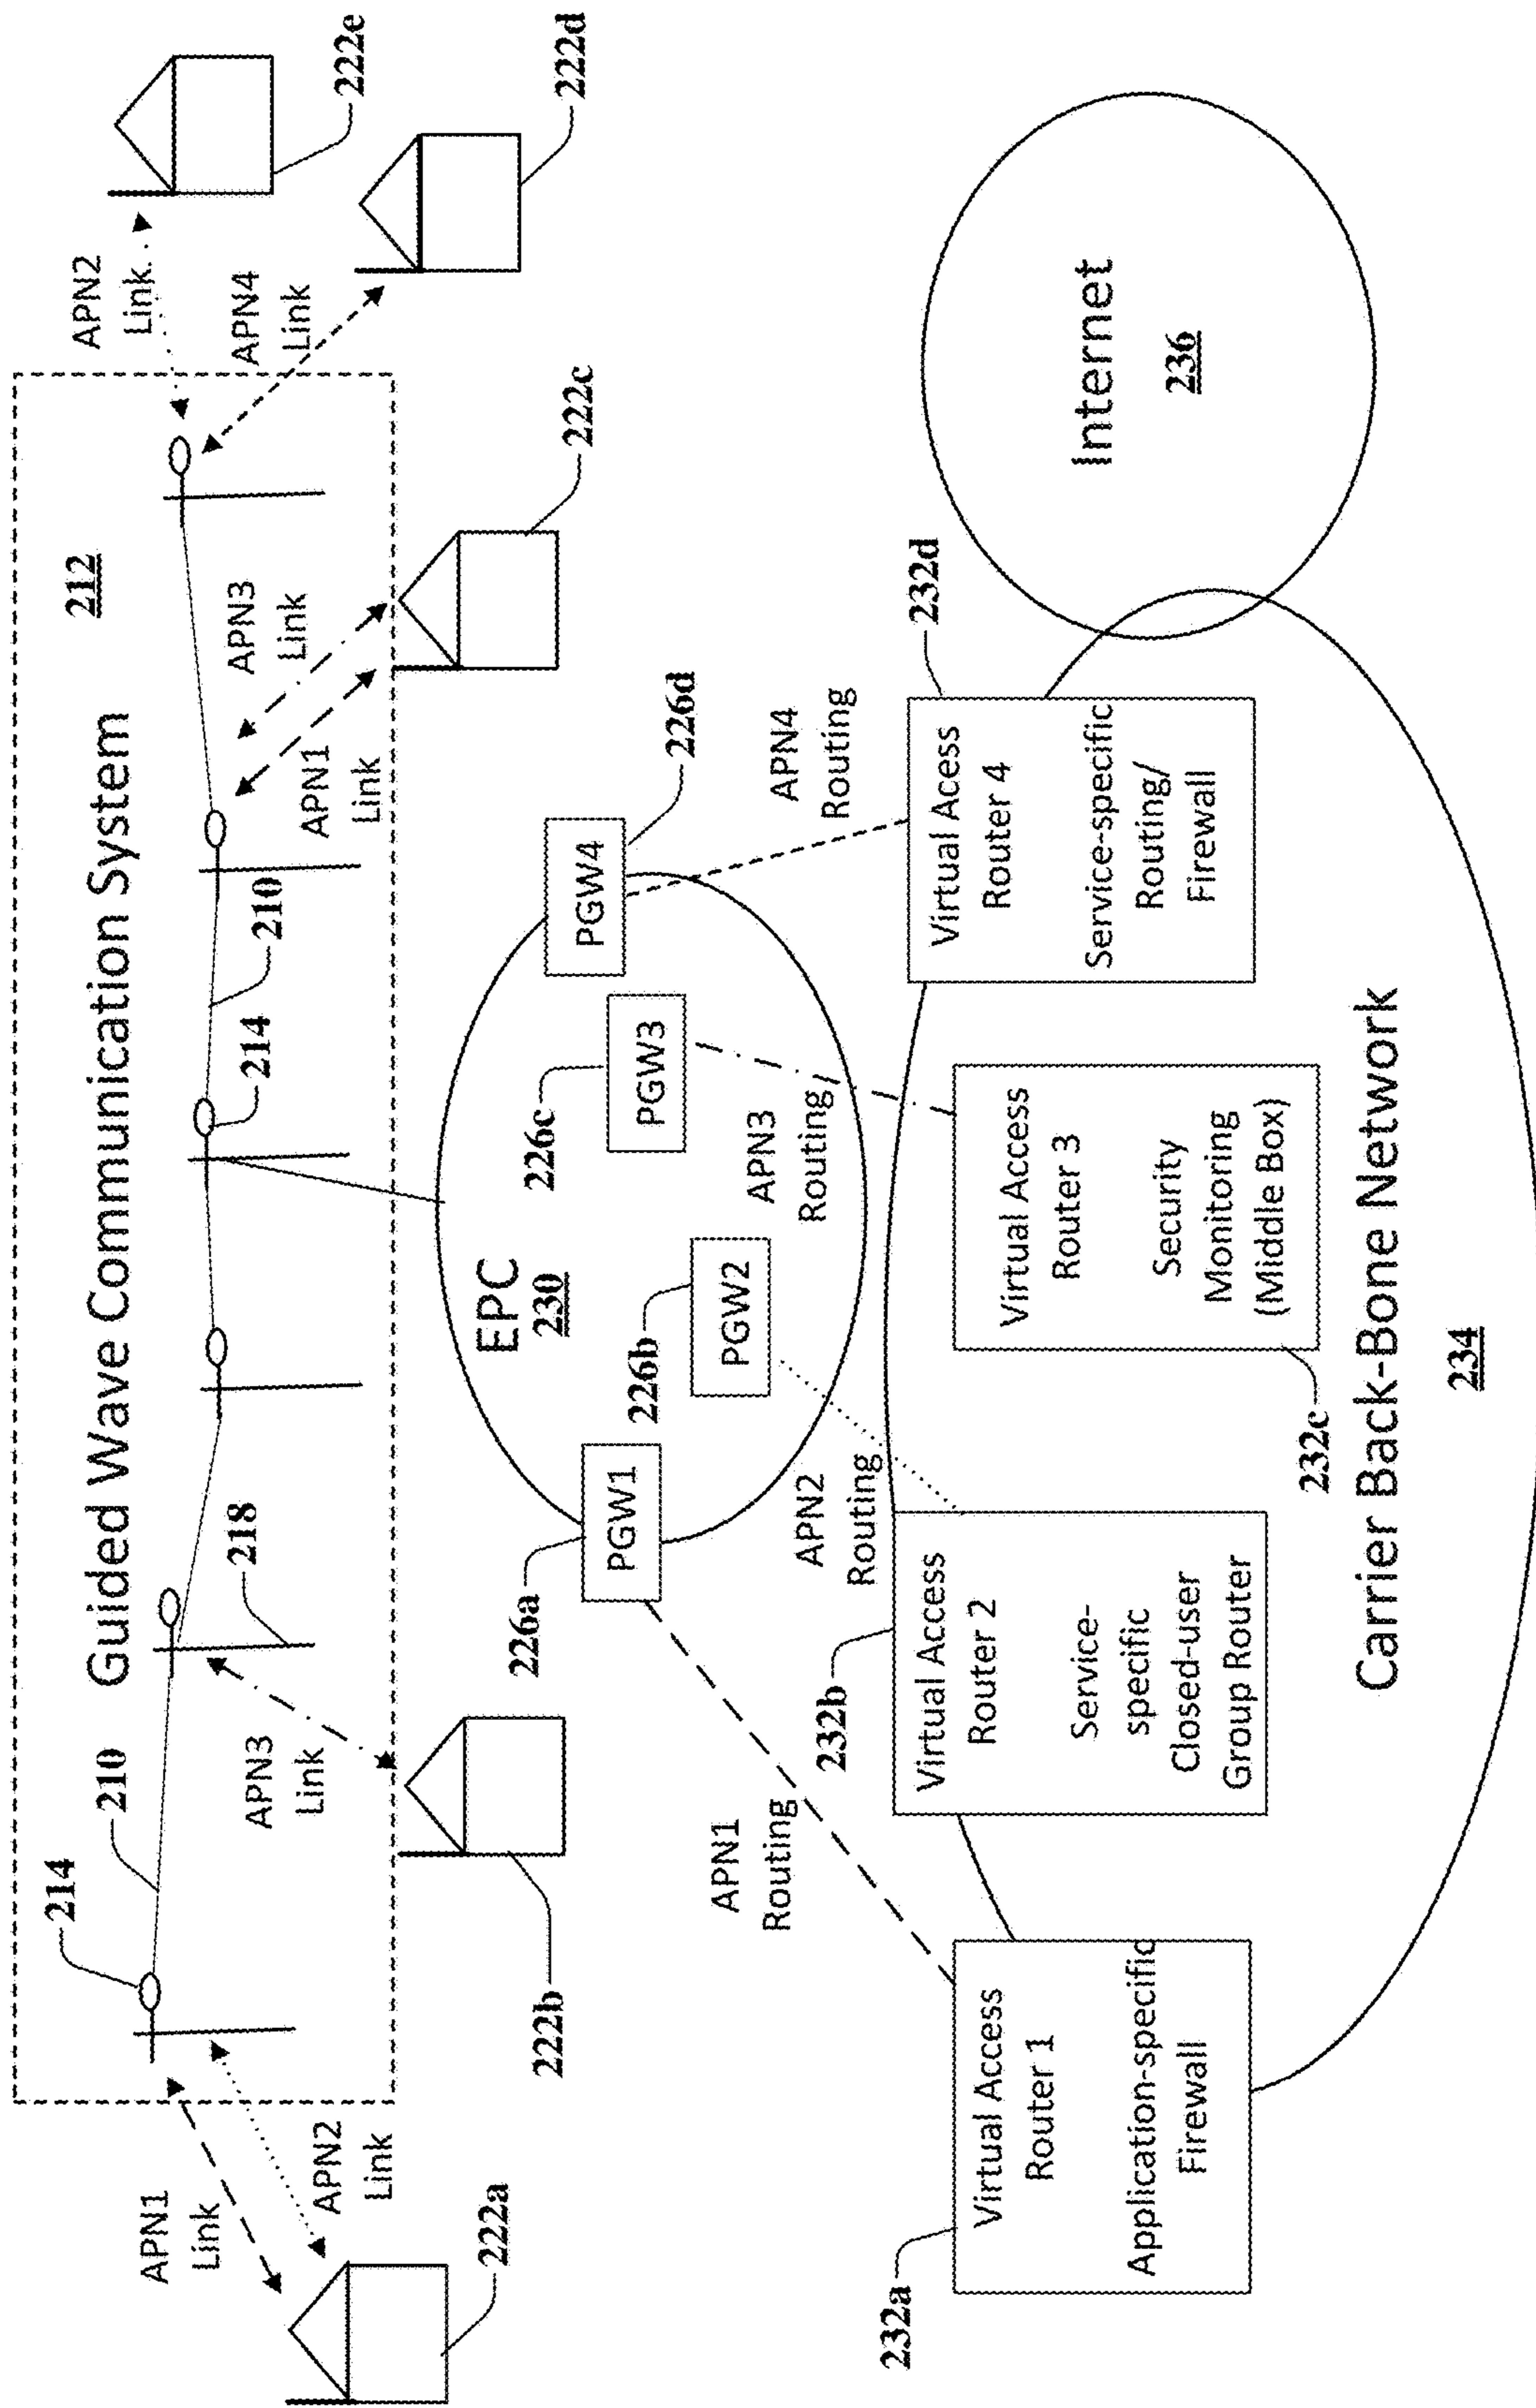 Guided Wave Communication System
212
214
210
218
214
210
APN1
Link
APN2
Link
APN3
Link
APN1
Link
APN3
Link
APN2
Link
APN4
Link
222a
222b
222c
222d
222e
EPC
230
226a
PGW1
226b
PGW2
226c
PGW3
226d
PGW4
APN1
Routing
APN2
Routing
APN3
Routing
APN4
Routing
232a
Virtual Access
Router 1
Application-specific
Firewall
232b
Virtual Access
Router 2
Service-
specific
Closed-user
Group Router
232c
Virtual Access
Router 3
Security
Monitoring
(Middle Box)
232d
Virtual Access
Router 4
Service-specific
Routing/
Firewall
Carrier Back-Bone Network
234
Internet
236